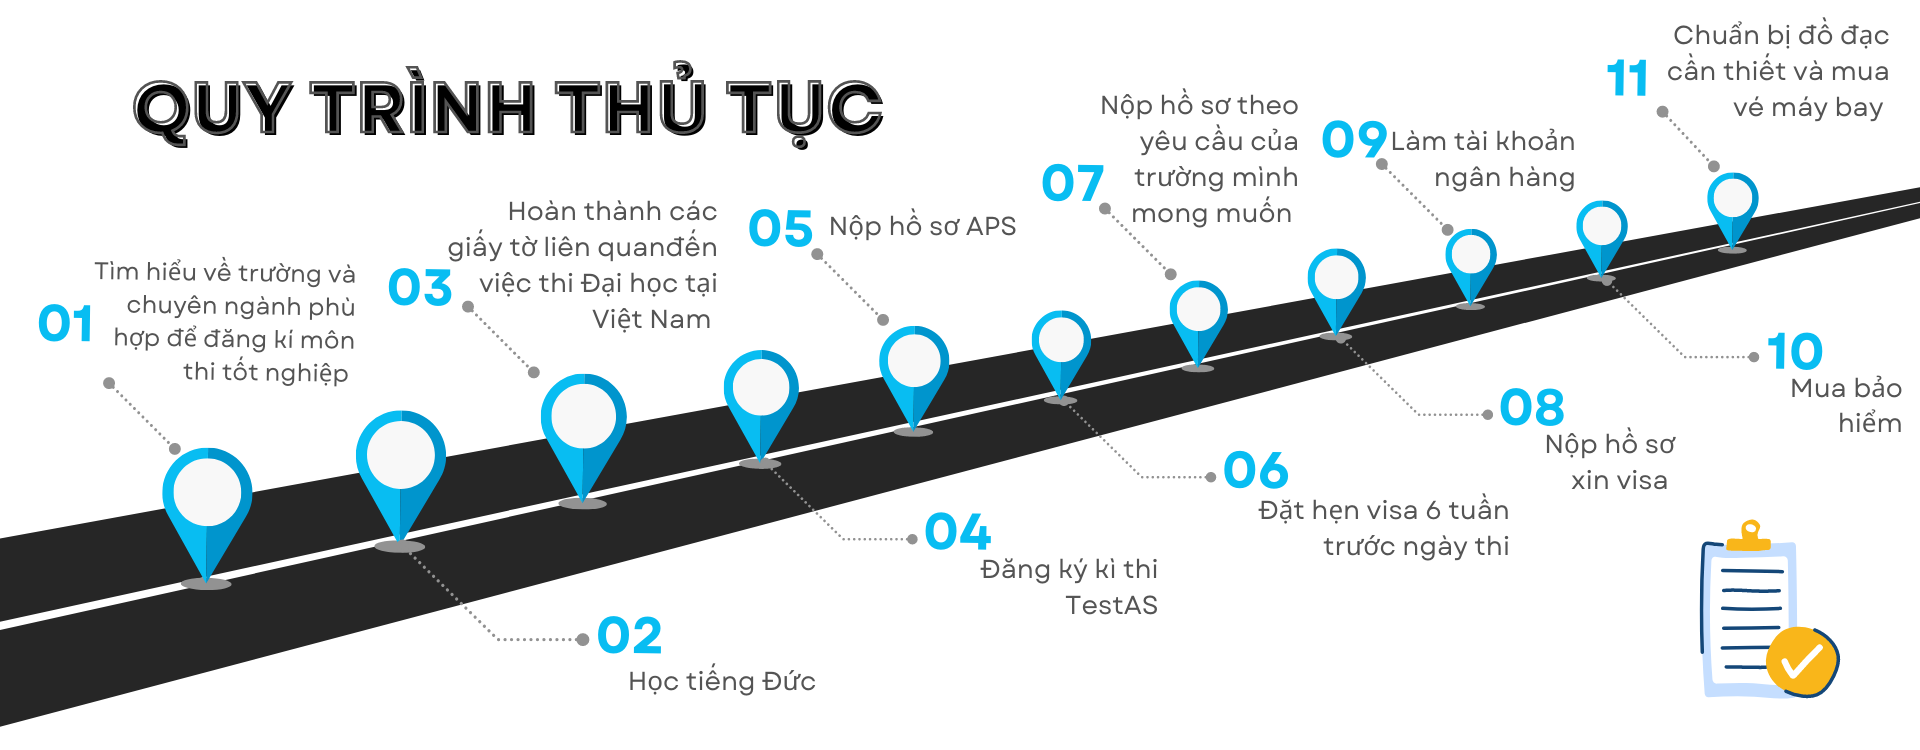 QUY TRÌNH THỦ TỤC
01
Tìm hiểu về trường và
chuyên ngành phù
hợp để đăng kí môn
thi tốt nghiệp
02
Học tiếng Đức
03
Hoàn thành các
giấy tờ liên quanđến
việc thi Đại học tại
Việt Nam
04
Đăng ký kì thi
TestAS
05
Nộp hồ sơ APS
06
Đặt hẹn visa 6 tuần
trước ngày thi
07
Nộp hồ sơ theo
yêu cầu của
trường mình
mong muốn
08
Nộp hồ sơ
xin visa
09
Làm tài khoản
ngân hàng
10
Mua bảo
hiểm
11
Chuẩn bị đồ đạc
cần thiết và mua
vé máy bay